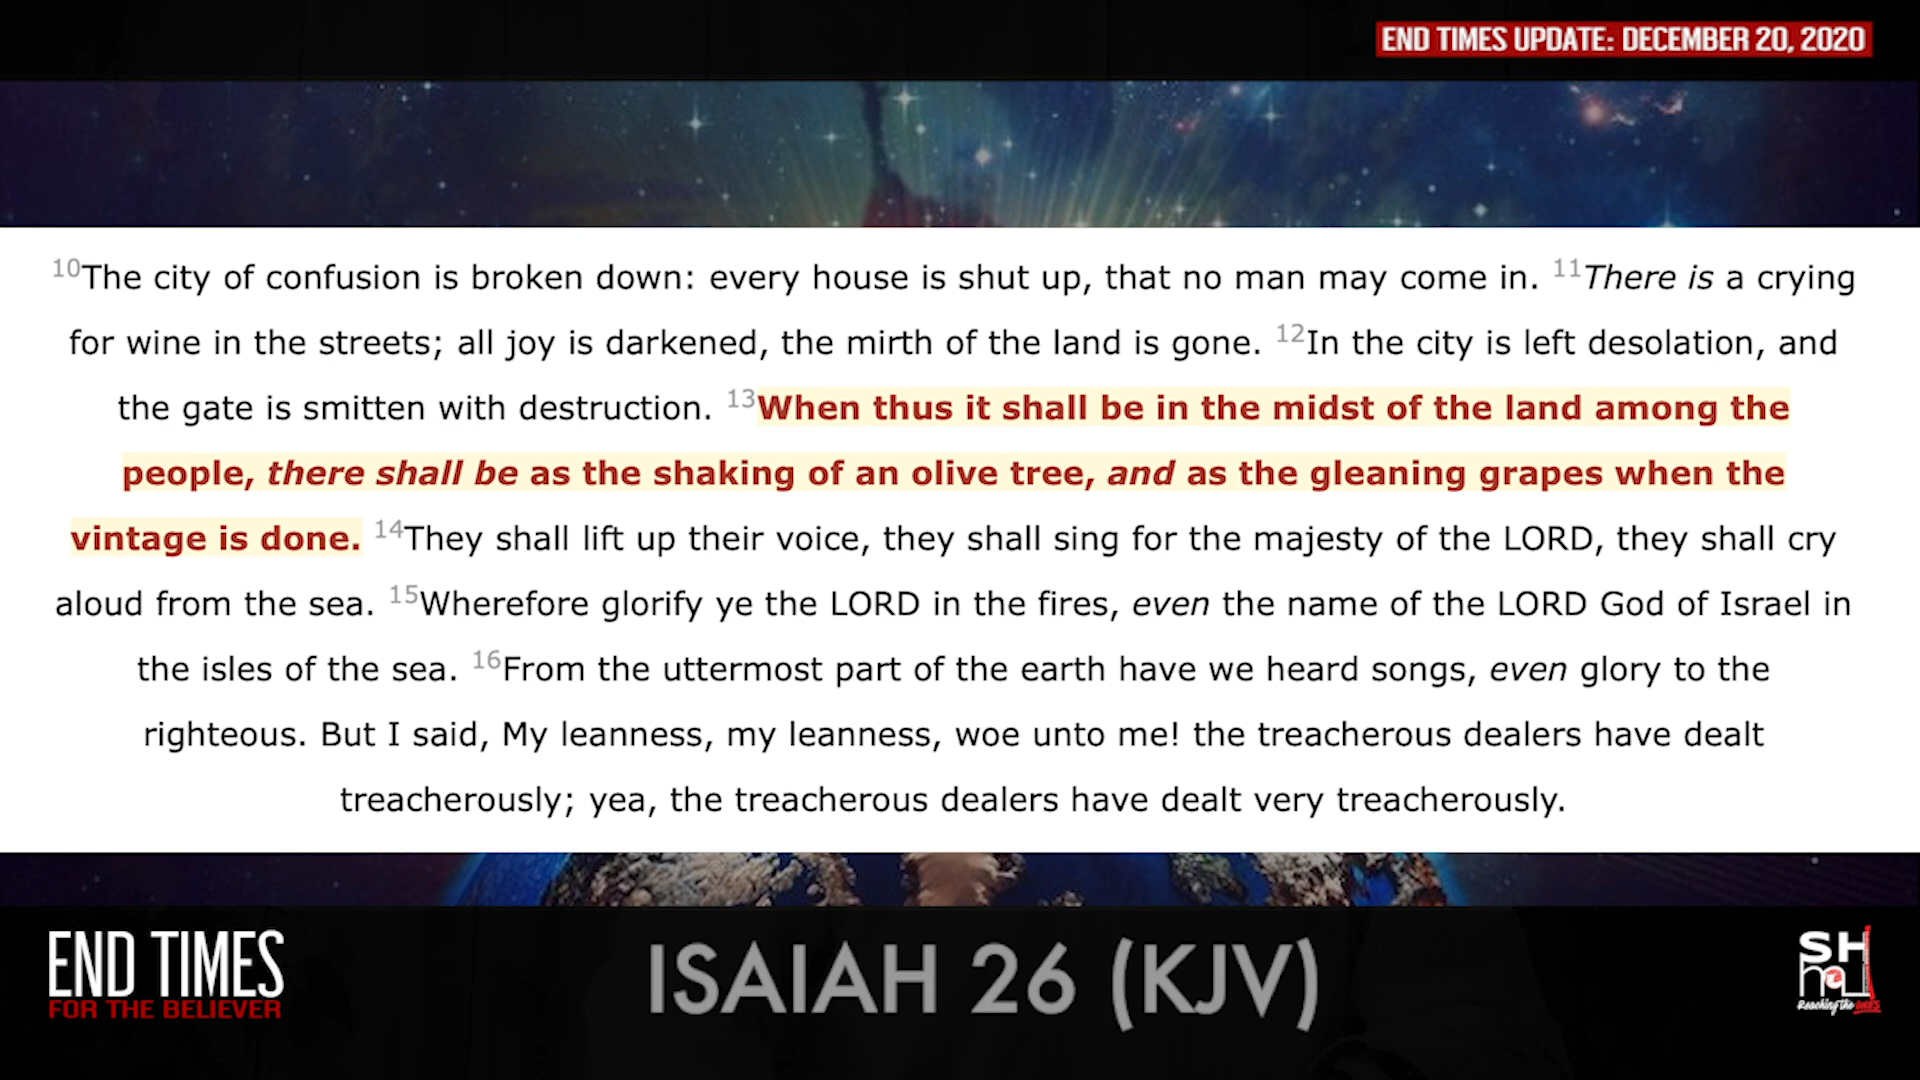 END TIMES UPDATE: DECEMBER 20, 2020
10The city of confusion is broken down: every house is shut up, that no man may come in. 11There is a crying
for wine in the streets; all joy is darkened, the mirth of the land is gone. 12In the city is left desolation, and
the gate is smitten with destruction. 13When thus it shall be in the midst of the land among the
people, there shall be as the shaking of an olive tree, and as the gleaning grapes when the
vintage is done. 14They shall lift up their voice, they shall sing for the majesty of the LORD, they shall cry
aloud from the sea. 15Wherefore glorify ye the LORD in the fires, even the name of the LORD God of Israel in
the isles of the sea. 16From the uttermost part of the earth have we heard songs, even glory to the
righteous. But I said, My leanness, my leanness, woe unto me! the treacherous dealers have dealt
treacherously; yea, the treacherous dealers have dealt very treacherously.
END TIMES
FOR THE BELIEVER
ISAIAH 26 (KJV)
SH
Reaching the ONES